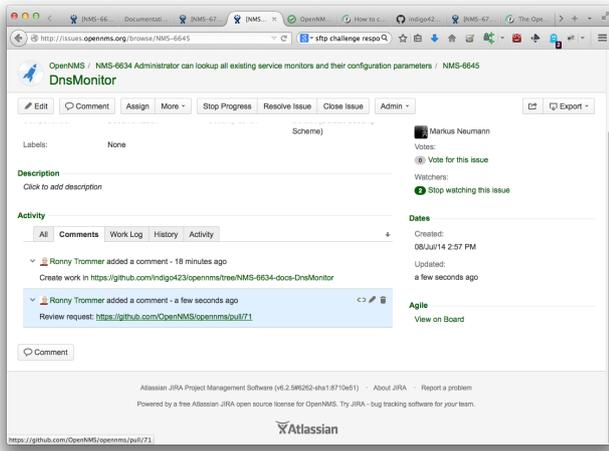 [NMS-66...
Documentati...
[NMS-67...
[NMS...
OpenNM...
How to c...
indigo42...
[NMS-67...
The Ope...
http://issues.opennms.org/browse/NMS-6645
sftp challenge respo
OpenNMS / NMS-6634 Administrator can lookup all existing service monitors and their configuration parameters / NMS-6645
DnsMonitor
Edit Comment Assign More Stop Progress Resolve Issue Close Issue Admin Export
Scheme)
Labels: None
Description
Click to add description
Activity
All Comments Work Log History Activity
Ronny Trommer added a comment - 18 minutes ago
Create work in https://github.com/indigo423/opennms/tree/NMS-6634-docs-DnsMonitor
Ronny Trommer added a comment - a few seconds ago
Review request: https://github.com/OpenNMS/opennms/pull/71
Comment
Markus Neumann
Votes:
0 Vote for this issue
Watchers:
2 Stop watching this issue
Dates
Created:
08/Jul/14 2:57 PM
Updated:
a few seconds ago
Agile
View on Board
Atlassian JIRA Project Management Software (v6.2.5#6262-sha1:8710e51) · About JIRA · Report a problem
Powered by a free Atlassian JIRA open source license for OpenNMS. Try JIRA - bug tracking software for your team.
Atlassian
https://github.com/OpenNMS/opennms/pull/71